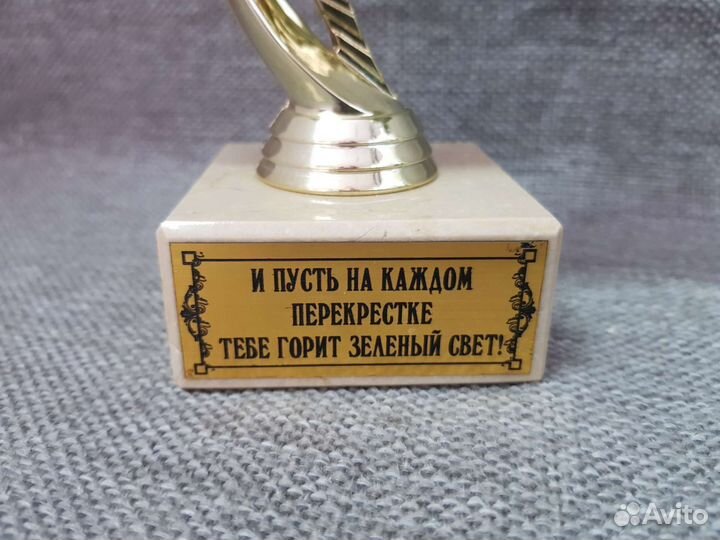 И ПУСТЬ НА КАЖДОМ
ПЕРЕКРЕСТКЕ
ТЕБЕ ГОРИТ ЗЕЛЕНЫЙ СВЕТ!
Avito